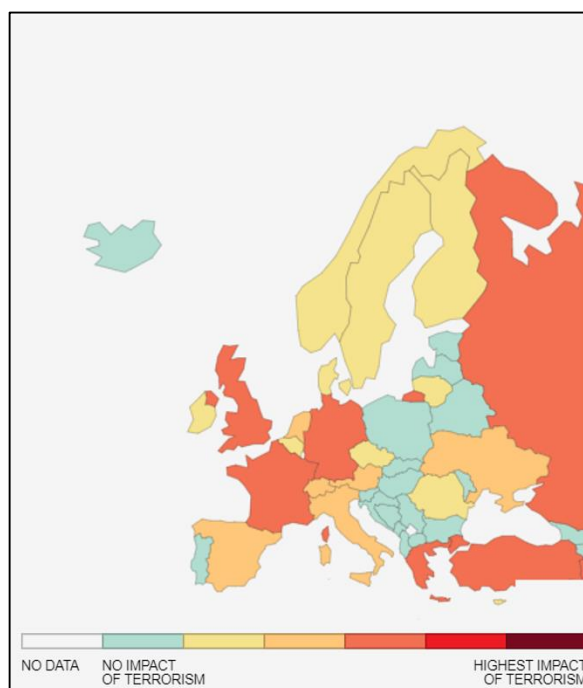 NO DATA
NO IMPACT
OF TERRORISM
HIGHEST IMPACT
OF TERRORISM